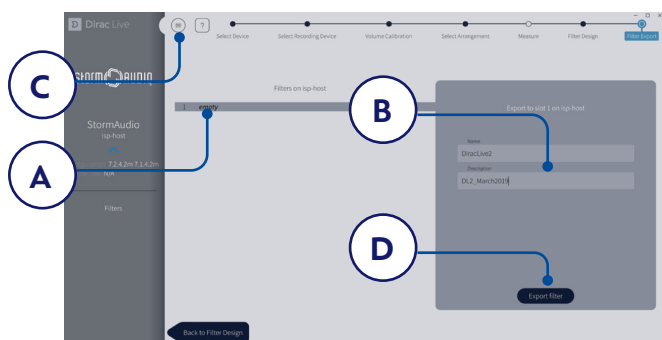 Dirac Live
?
Select Device
Select Recording Device
Volume Calibration
Select Arrangement
Measure
Filter Design
Filter Export
C
storm audio
Filters on isp-host
1 empty
B
Export to slot 1 on isp-host
StormAudio
isp-host
Name
DiracLive2
7.2.4.2m 7.1.4.2m
N/A
A
Description
DL2_March2019
Filters
D
Export filter
Back to Filter Design